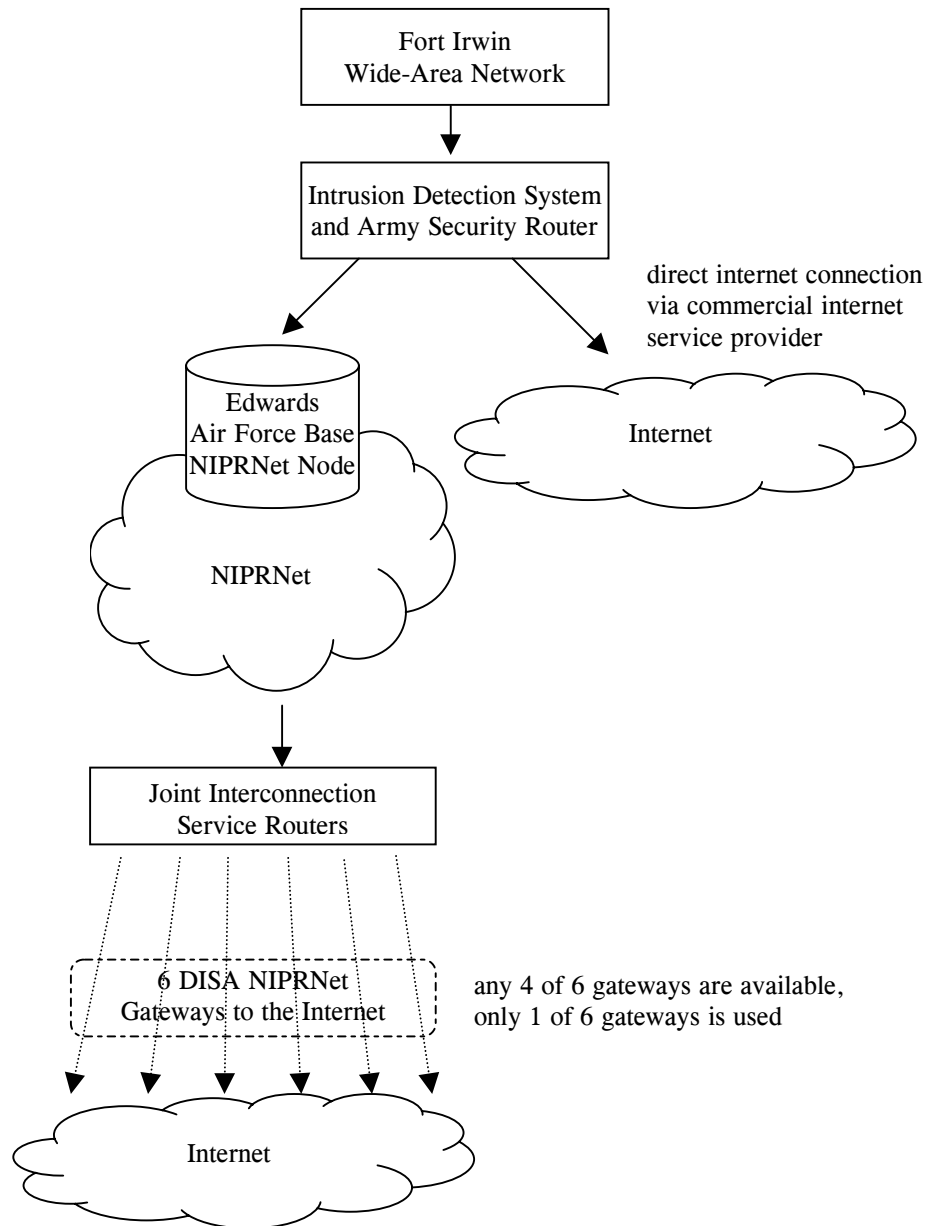 Fort Irwin
Wide-Area Network
Intrusion Detection System
and Army Security Router
direct internet connection
via commercial internet
service provider
Edwards
Air Force Base
NIPRNet Node
Internet
NIPRNet
Joint Interconnection
Service Routers
6 DISA NIPRNet
Gateways to the Internet
any 4 of 6 gateways are available,
only 1 of 6 gateways is used
Internet